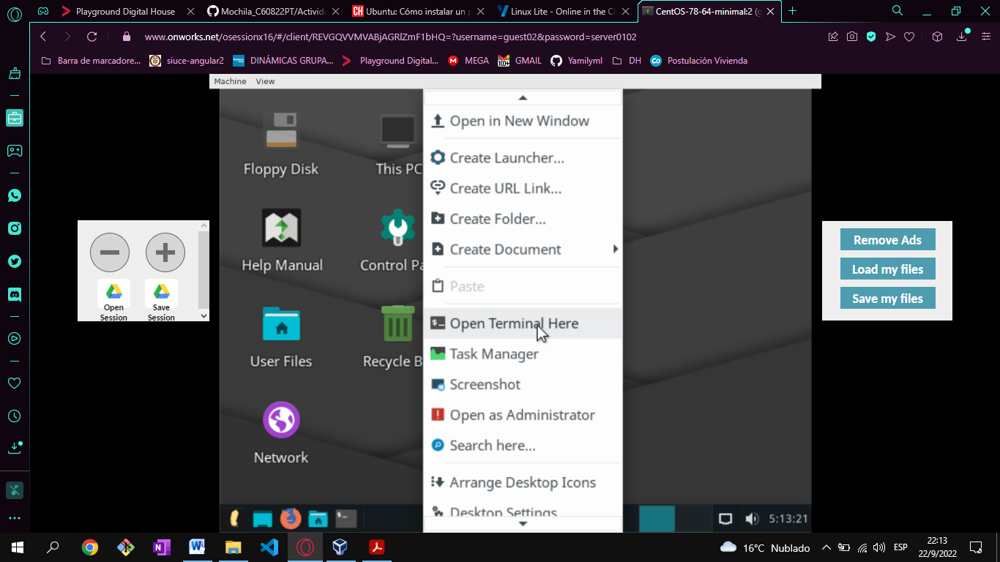 Playground Digital House
Mochila_C60822PT/Activida
Ubuntu: Cómo instalar un p
Linux Lite - Online in the Cl
CentOS-78-64-minimal:2 (g
www.onworks.net/osessionx16/#/client/REVGQVVMVABjAGRlZmF1bHQ=?username=guest02&password=server0102
Barra de marcadore...
siuce-angular2
DINÁMICAS GRUPA...
Playground Digital...
MEGA
100+
GMAIL
Yamilyml
DH
Postulación Vivienda
Machine View
Floppy Disk
This PC
Help Manual
Control Pa
User Files
Recycle B
Network
Open in New Window
Create Launcher...
Create URL Link...
Create Folder...
Create Document
Paste
Open Terminal Here
Task Manager
Screenshot
Open as Administrator
Search here...
Arrange Desktop Icons
Desktop Settings
Open
Session
Save
Session
Remove Ads
Load my files
Save my files
5:13:21
16°C Nublado
ESP
22:13
22/9/2022